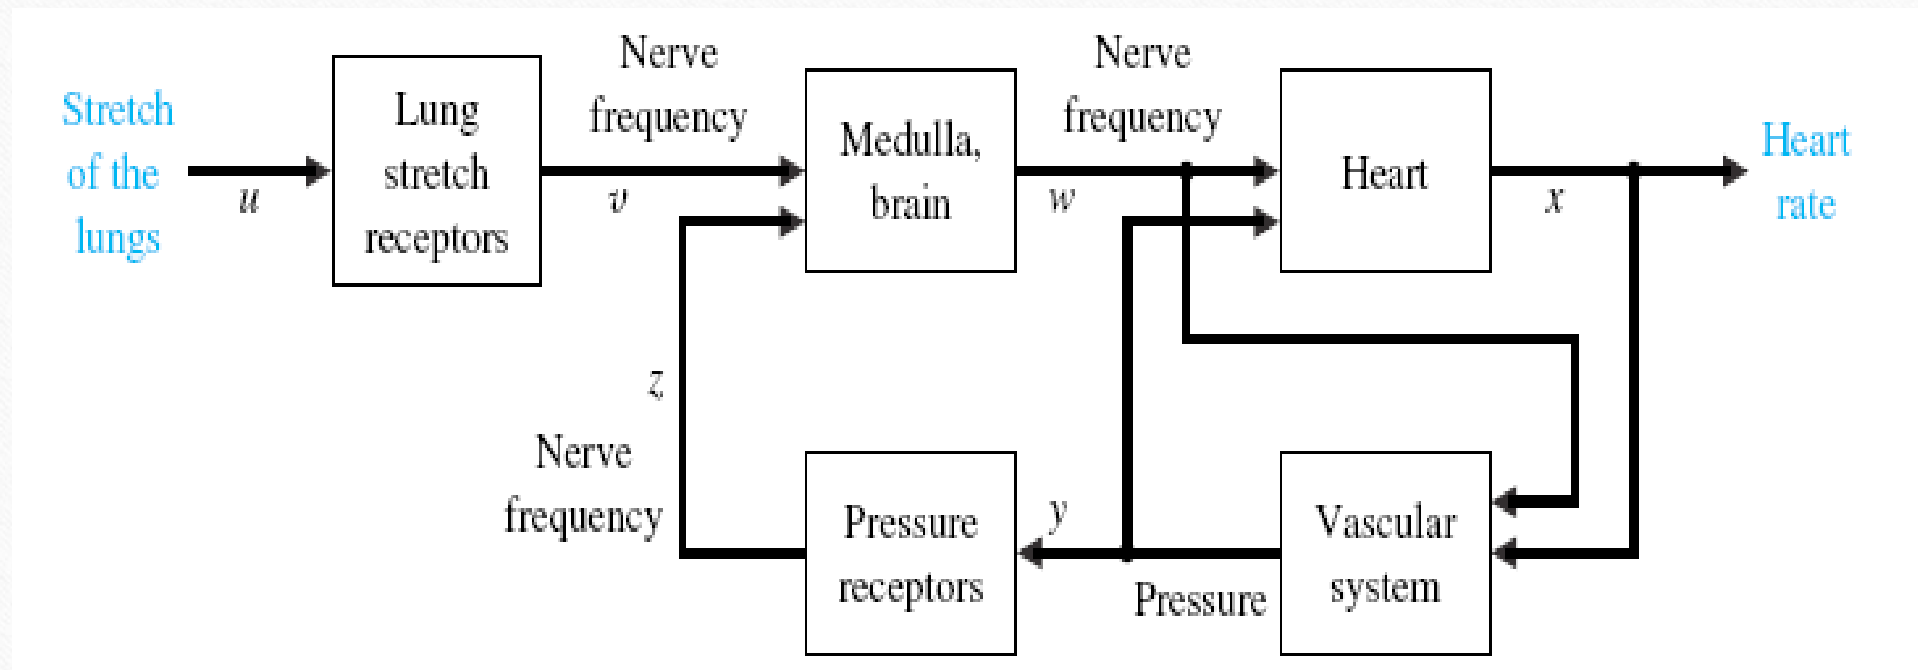 Stretch
of the
lungs
u
Lung
stretch
receptors
Nerve
frequency
v
Medulla,
brain
Nerve
frequency
w
Heart
x
Heart
rate
z
Nerve
frequency
Pressure
receptors
y
Pressure
Vascular
system